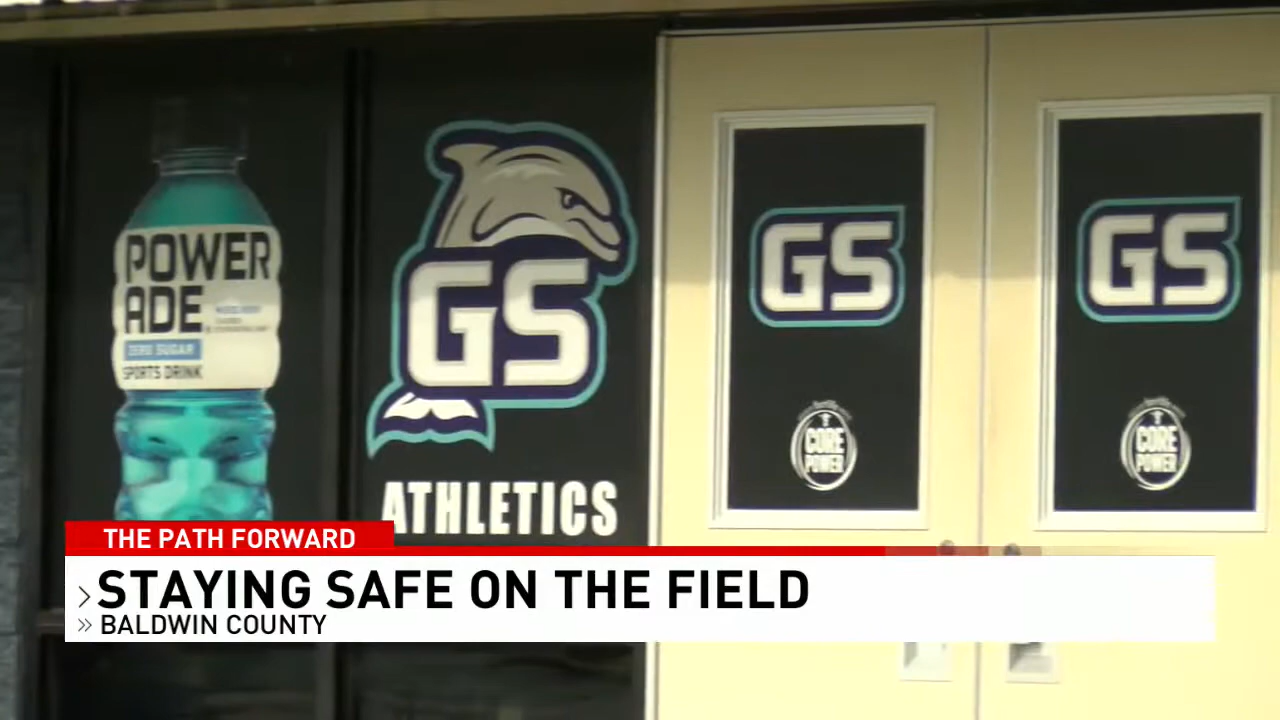 POWER
ADE
ZERO SUGAR
SPORTS DRINK
GS
ATHLETICS
GS
CORE
POWER
GS
CORE
POWER
THE PATH FORWARD
STAYING SAFE ON THE FIELD
BALDWIN COUNTY